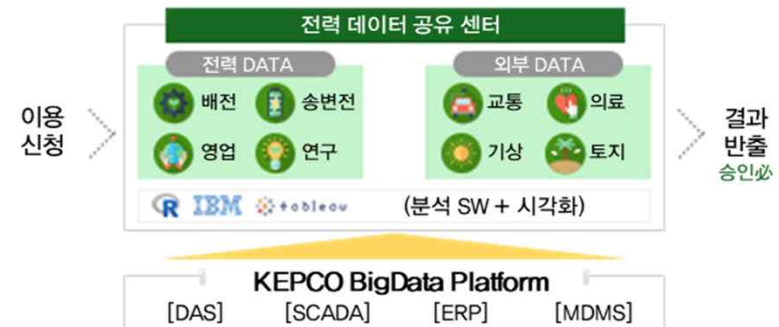 전력 데이터 공유 센터
전력 DATA
외부 DATA
배전
송변전
교통
의료
영업
연구
기상
토지
이용
신청
결과
반출
승인必
R IBM +ableau (분석 SW + 시각화)
KEPCO BigData Platform
[DAS] [SCADA] [ERP] [MDMS]